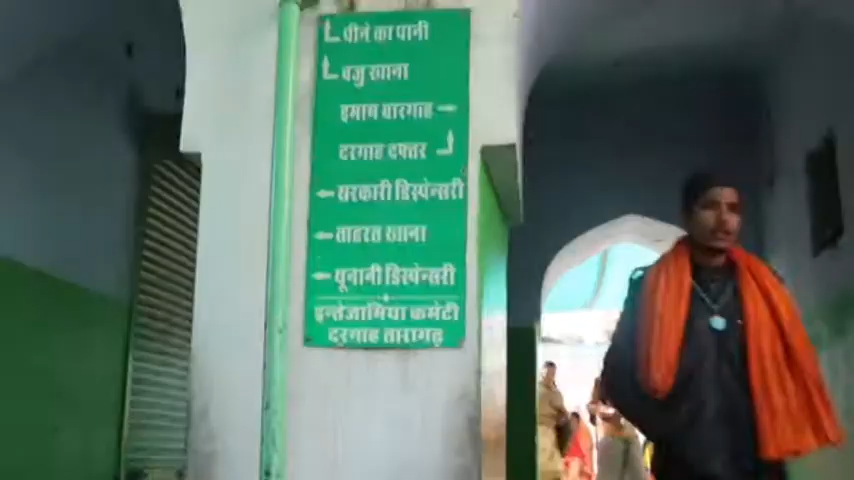 पीने का पानी
वजु खाना
इमाम बारगाह
दरगाह दफ्तर
सरकारी डिस्पेन्सरी
ताहरत खाना
यूनानी डिस्पेन्सरी
इन्तेजामिया कमेटी
दरगाह तारागढ़